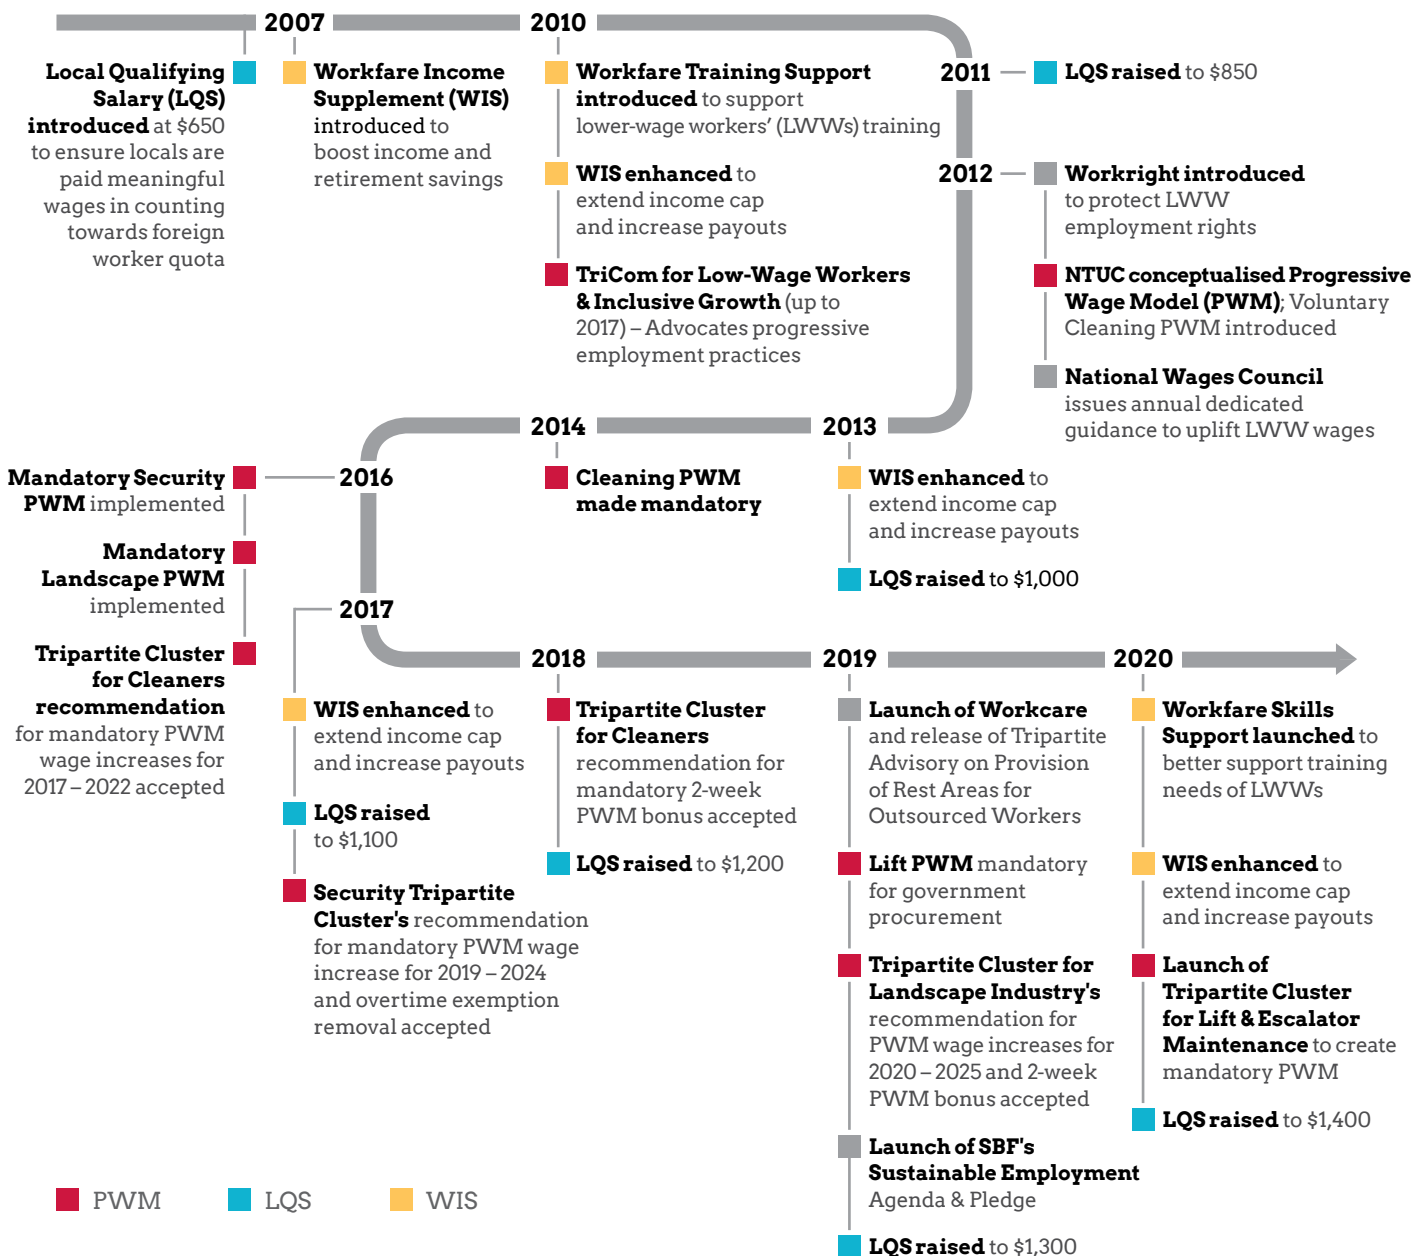 2007
Local Qualifying
Salary (LQS)
introduced at $650
to ensure locals are
paid meaningful
wages in counting
towards foreign
worker quota
Workfare Income
Supplement (WIS)
introduced to
boost income and
retirement savings
2010
Workfare Training Support
introduced to support
lower-wage workers’ (LWWs) training
WIS enhanced to
extend income cap
and increase payouts
TriCom for Low-Wage Workers
& Inclusive Growth (up to
2017) – Advocates progressive
employment practices
2011
LQS raised to $850
2012
Workright introduced
to protect LWW
employment rights
NTUC conceptualised Progressive
Wage Model (PWM); Voluntary
Cleaning PWM introduced
National Wages Council
issues annual dedicated
guidance to uplift LWW wages
2013
WIS enhanced to
extend income cap
and increase payouts
LQS raised to $1,000
2014
Cleaning PWM
made mandatory
2016
Mandatory Security
PWM implemented
Mandatory
Landscape PWM
implemented
Tripartite Cluster
for Cleaners
recommendation
for mandatory PWM
wage increases for
2017 – 2022 accepted
2017
WIS enhanced to
extend income cap
and increase payouts
LQS raised
to $1,100
Security Tripartite
Cluster's recommendation
for mandatory PWM wage
increase for 2019 – 2024
and overtime exemption
removal accepted
2018
Tripartite Cluster
for Cleaners
recommendation for
mandatory 2-week
PWM bonus accepted
LQS raised to $1,200
2019
Launch of Workcare
and release of Tripartite
Advisory on Provision
of Rest Areas for
Outsourced Workers
Lift PWM mandatory
for government
procurement
Tripartite Cluster for
Landscape Industry's
recommendation for
PWM wage increases for
2020 – 2025 and 2-week
PWM bonus accepted
Launch of SBF's
Sustainable Employment
Agenda & Pledge
LQS raised to $1,300
2020
Workfare Skills
Support launched to
better support training
needs of LWWs
WIS enhanced to
extend income cap
and increase payouts
Launch of
Tripartite Cluster
for Lift & Escalator
Maintenance to create
mandatory PWM
LQS raised to $1,400
PWM
LQS
WIS